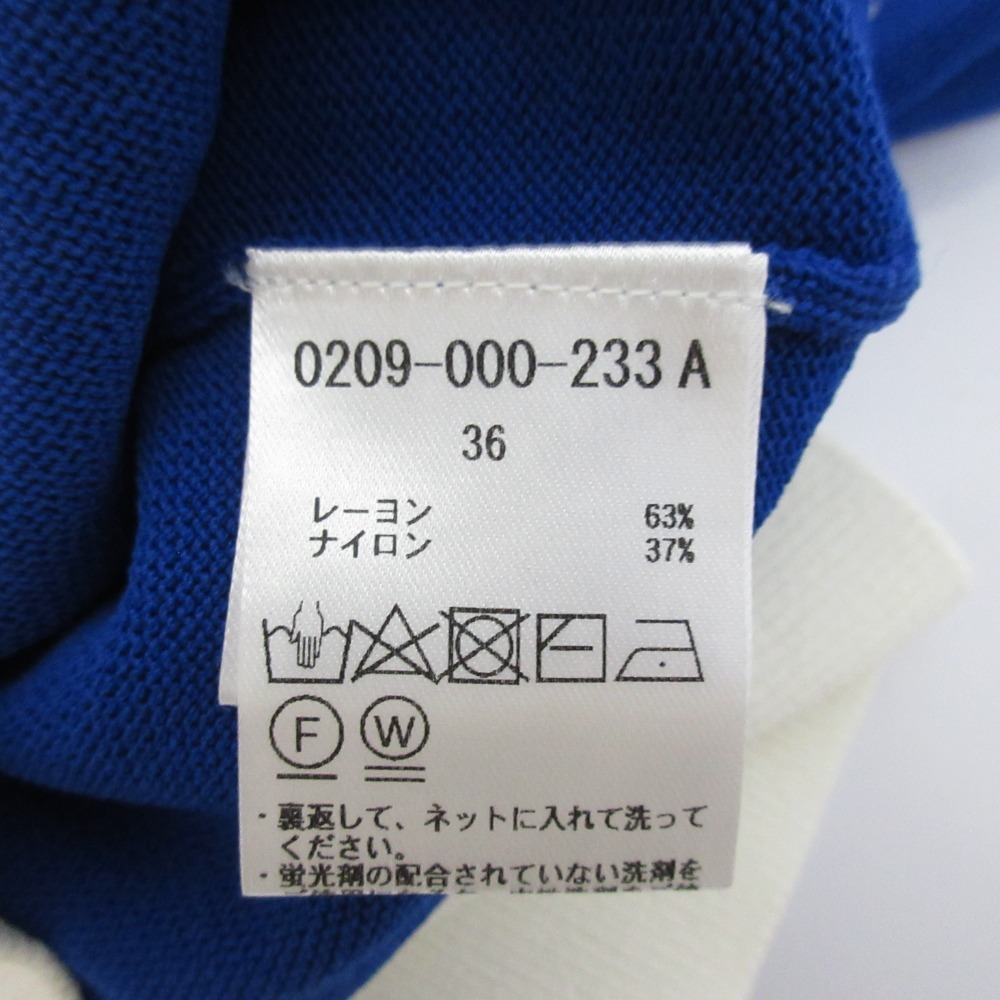 0209-000-233 A
36
レーヨン 63%
ナイロン 37%
F W
・裏返して、ネットに入れて洗って
ください。
・蛍光剤の配合されていない洗剤を